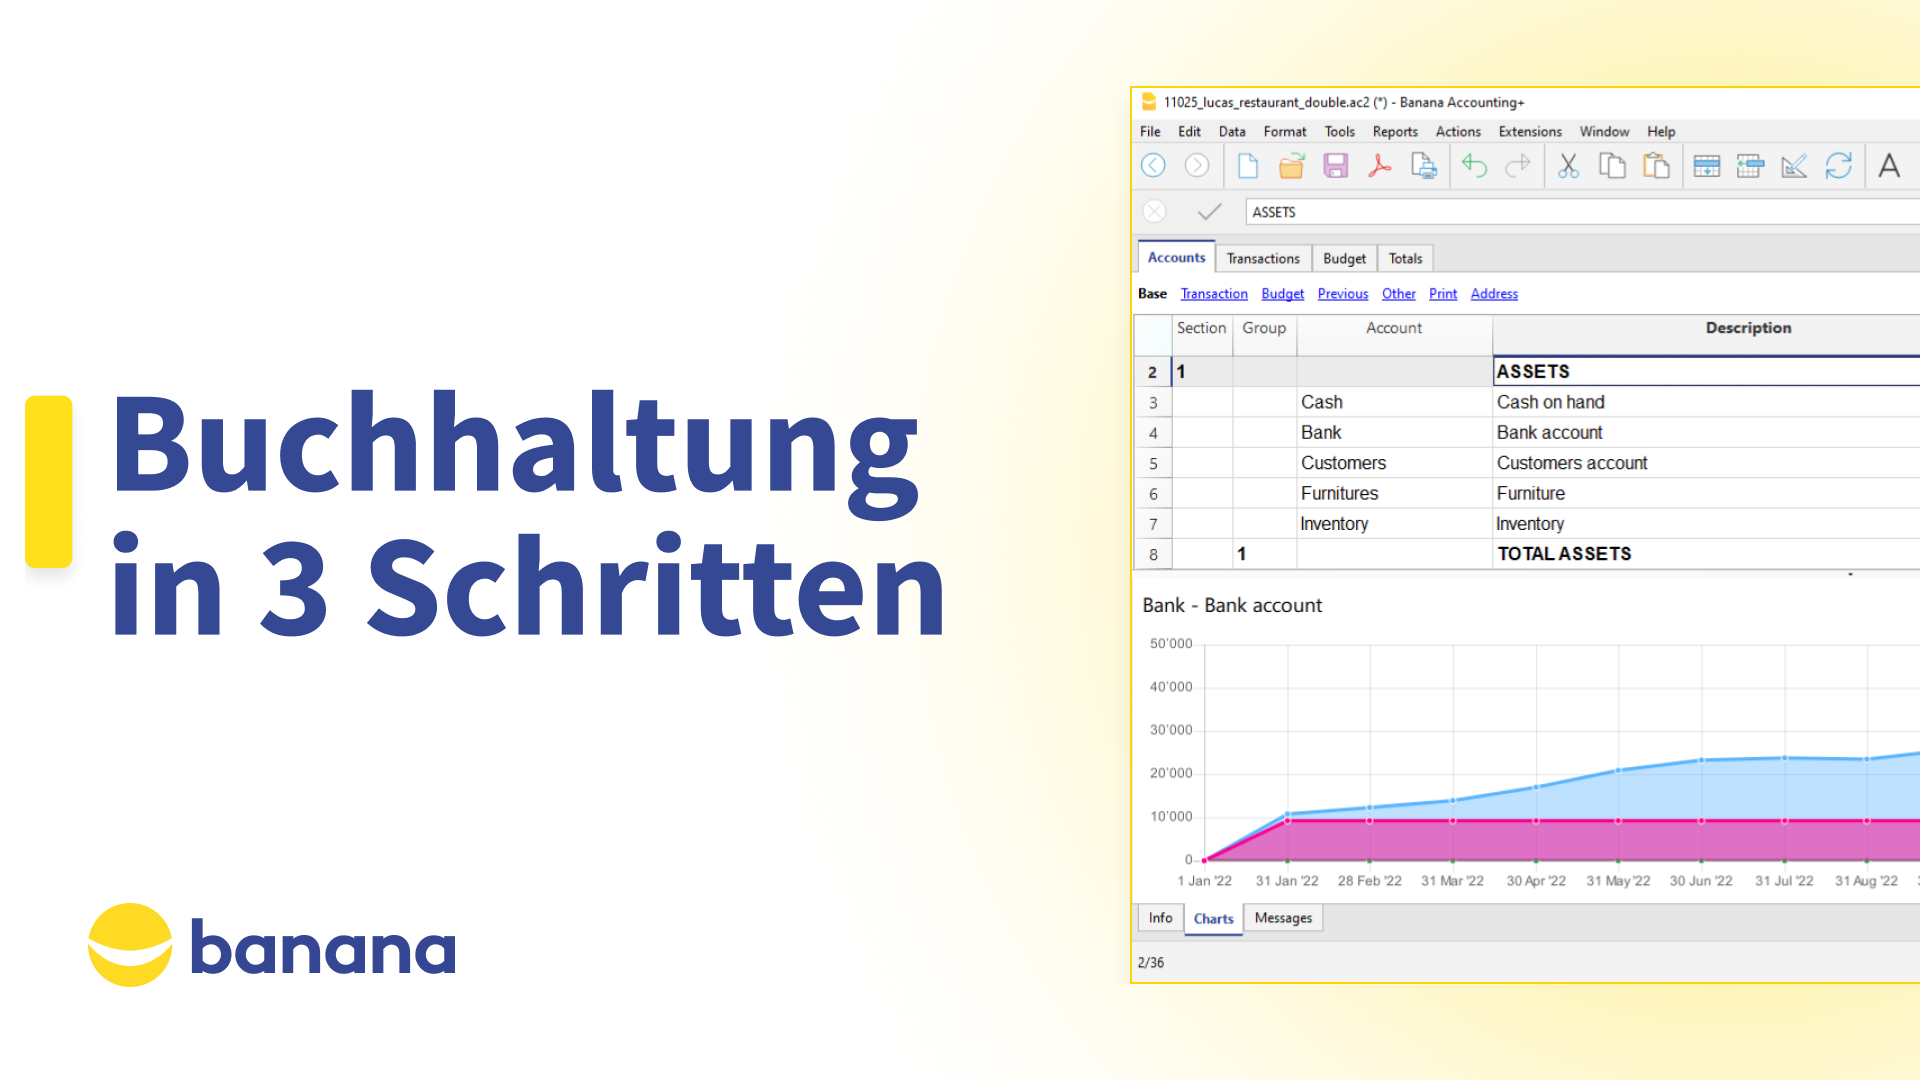 Buchhaltung
in 3 Schritten
banana
11025_lucas_restaurant_double.ac2 (*) - Banana Accounting+
File Edit Data Format Tools Reports Actions Extensions Window Help
A
ASSETS
Accounts Transactions Budget Totals
Base Transaction Budget Previous Other Print Address
Section Group Account Description
2 1 ASSETS
3 Cash Cash on hand
4 Bank Bank account
5 Customers Customers account
6 Furnitures Furniture
7 Inventory Inventory
8 1 TOTAL ASSETS
Bank - Bank account
50'000
40'000
30'000
20'000
10'000
0
1 Jan '22 31 Jan '22 28 Feb '22 31 Mar '22 30 Apr '22 31 May '22 30 Jun '22 31 Jul '22 31 Aug '22
Info Charts Messages
2/36